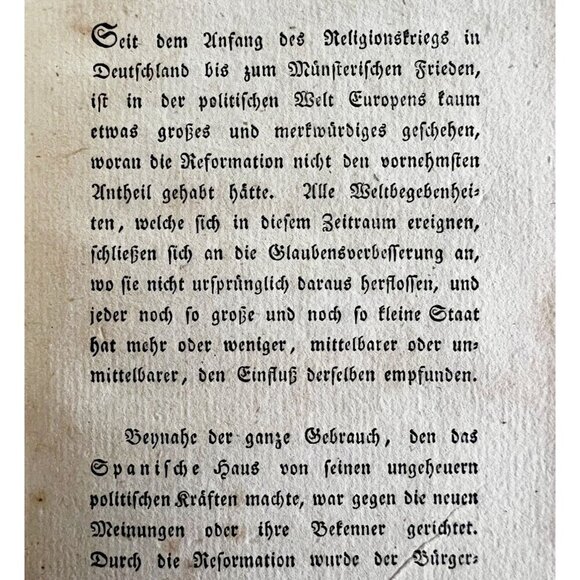 Seit dem Anfang des Religionskriegs in
Deutschland bis zum Münsterischen Frieden,
ist in der politischen Welt Europens kaum
etwas großes und merkwürdiges geschehen,
woran die Reformation nicht den vornehmsten
Antheil gehabt hätte. Alle Weltbegebenhei-
ten, welche sich in diesem Zeitraum ereignen,
schließen sich an die Glaubensverbesserung an,
wo sie nicht ursprünglich daraus herflossen, und
jeder noch so große und noch so kleine Staat
hat mehr oder weniger, mittelbarer oder un-
mittelbarer, den Einfluß derselben empfunden.
Beynahe der ganze Gebrauch, den das
Spanische Haus von seinen ungeheuern
politischen Kräften machte, war gegen die neuen
Meinungen oder ihre Bekenner gerichtet.
Durch die Reformation wurde der Bürger-